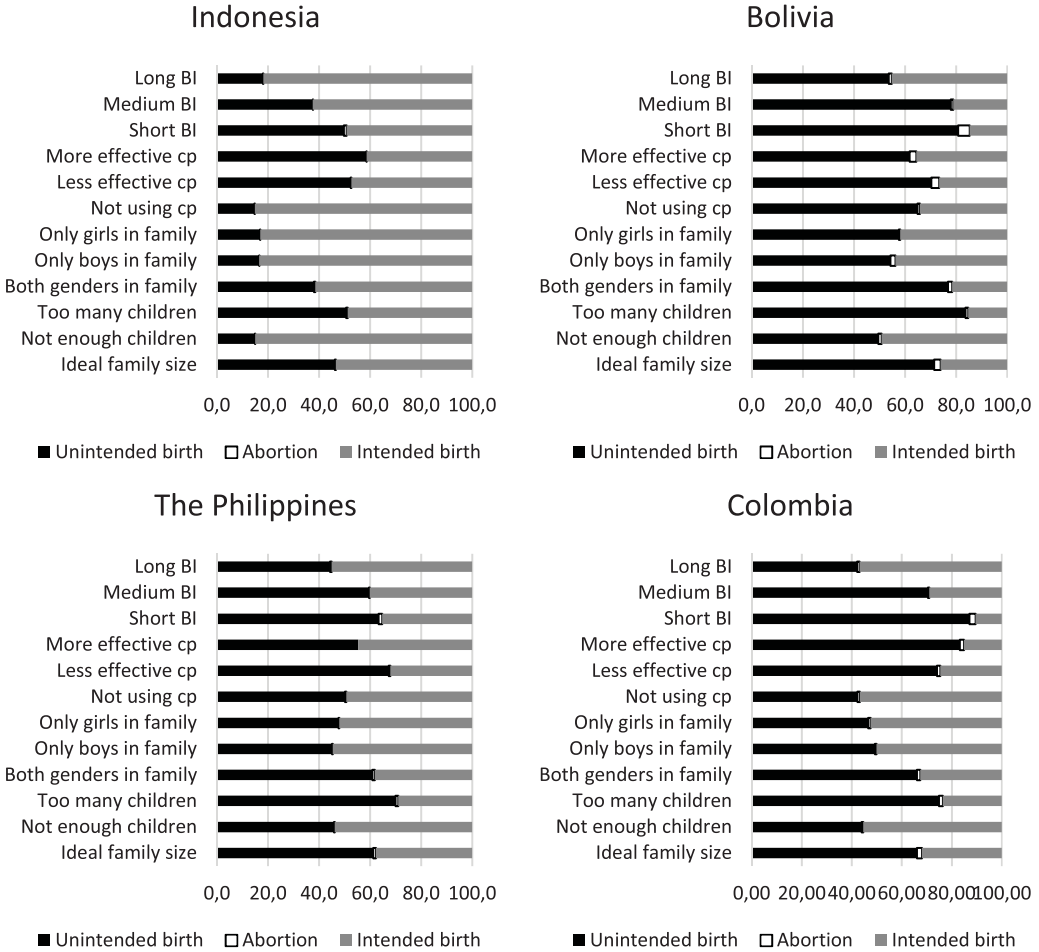 Indonesia
Long BI
Medium BI
Short BI
More effective cp
Less effective cp
Not using cp
Only girls in family
Only boys in family
Both genders in family
Too many children
Not enough children
Ideal family size
0,0 20,0 40,0 60,0 80,0 100,0
Unintended birth Abortion Intended birth
Bolivia
Long BI
Medium BI
Short BI
More effective cp
Less effective cp
Not using cp
Only girls in family
Only boys in family
Both genders in family
Too many children
Not enough children
Ideal family size
0,0 20,0 40,0 60,0 80,0 100,0
Unintended birth Abortion Intended birth
The Philippines
Long BI
Medium BI
Short BI
More effective cp
Less effective cp
Not using cp
Only girls in family
Only boys in family
Both genders in family
Too many children
Not enough children
Ideal family size
0,0 20,0 40,0 60,0 80,0 100,0
Unintended birth Abortion Intended birth
Colombia
Long BI
Medium BI
Short BI
More effective cp
Less effective cp
Not using cp
Only girls in family
Only boys in family
Both genders in family
Too many children
Not enough children
Ideal family size
0,00 20,00 40,00 60,00 80,00 100,00
Unintended birth Abortion Intended birth